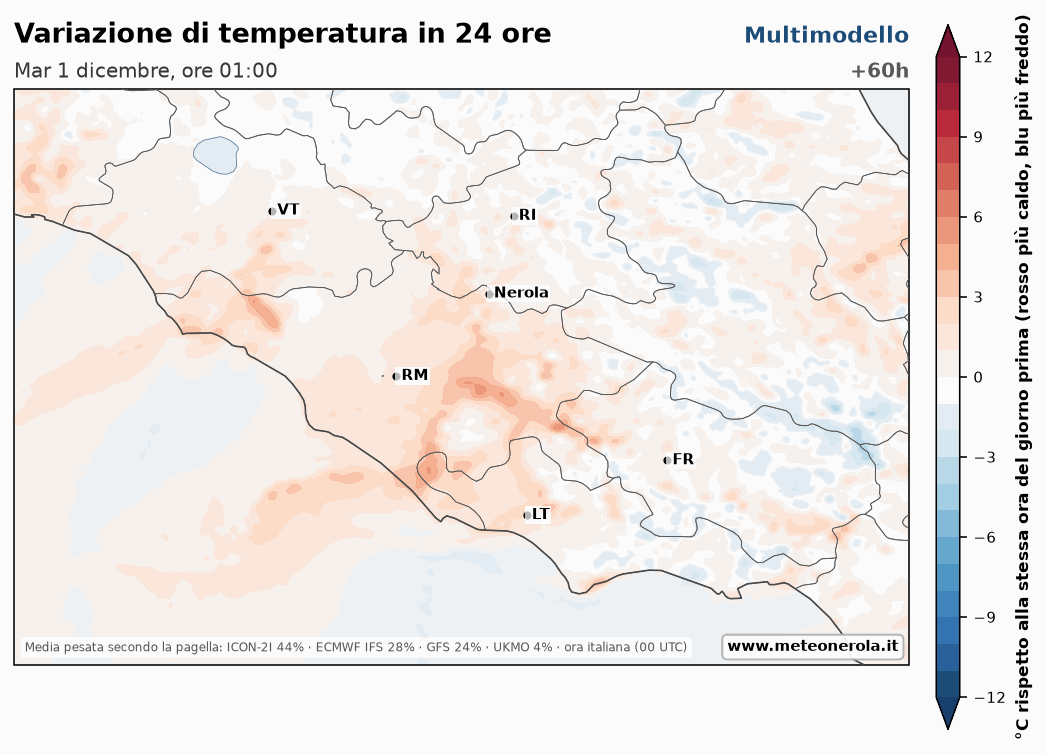 Variazione di temperatura in 24 ore
Multimodello
Mar 1 dicembre, ore 01:00
+60h
VT
RI
Nerola
RM
FR
LT
Media pesata secondo la pagella: ICON-2I 44% · ECMWF IFS 28% · GFS 24% · UKMO 4% · ora italiana (00 UTC)
www.meteonerola.it
12
9
6
3
0
−3
−6
−9
−12
°C rispetto alla stessa ora del giorno prima (rosso più caldo, blu più freddo)